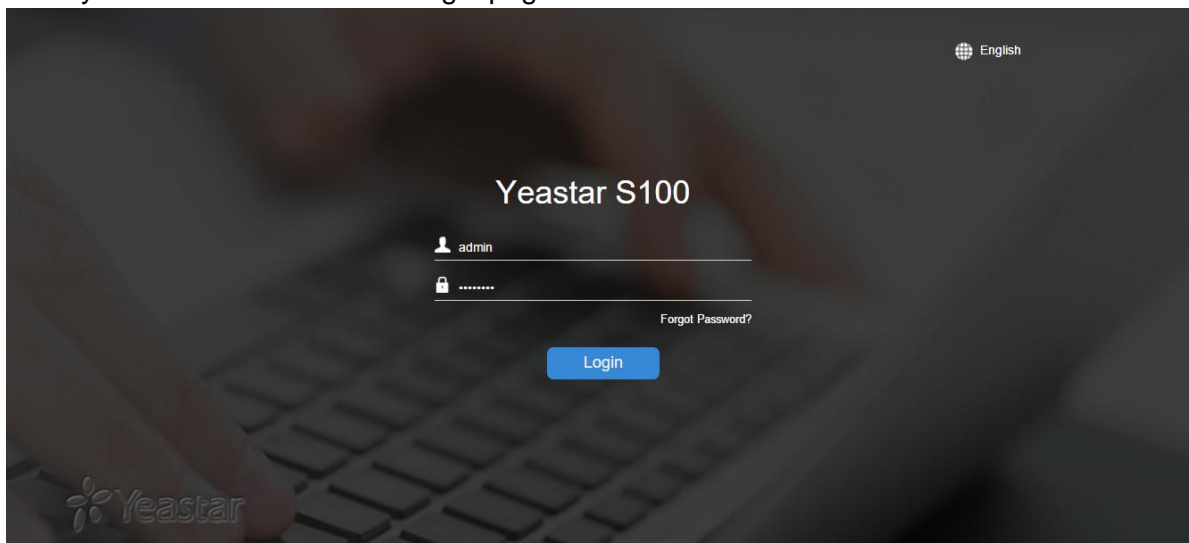 English
Yeastar S100
admin
........
Forgot Password?
Login
Yeastar